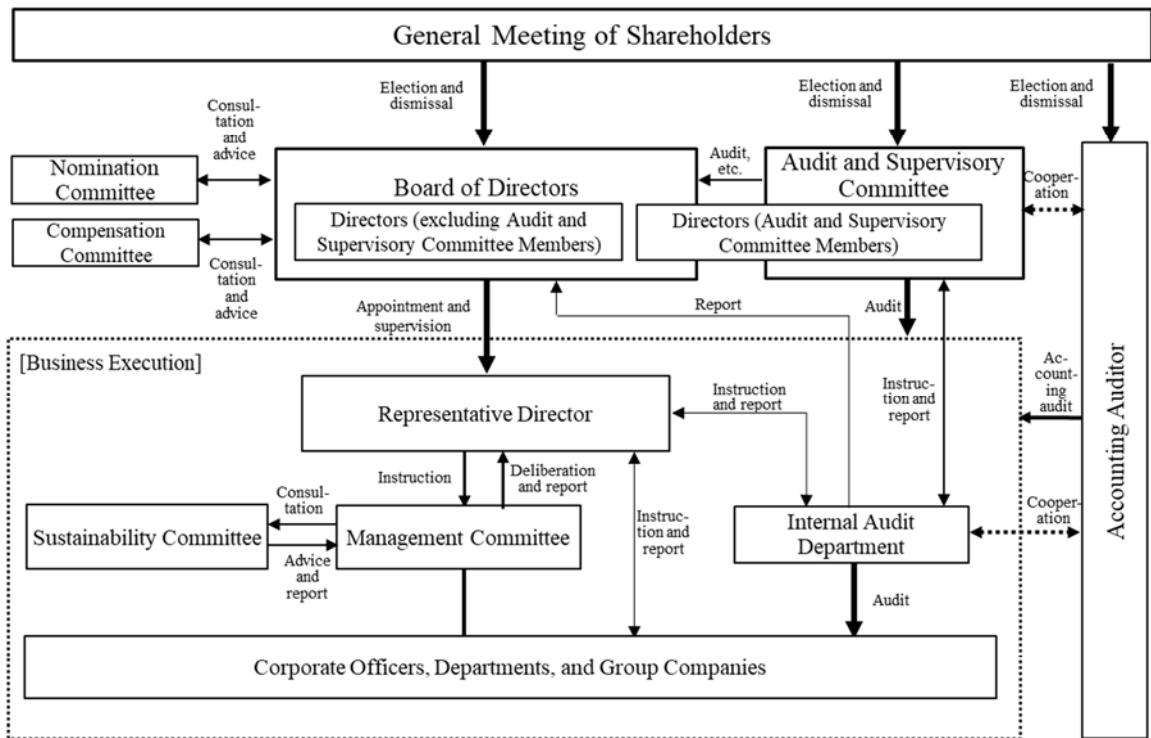 General Meeting of Shareholders
Election and
dismissal
Election and
dismissal
Election and
dismissal
Consul-
tation
and
advice
Nomination
Committee
Board of Directors
Audit,
etc.
Audit and Supervisory
Committee
Cooper-
ation
Directors (excluding Audit and
Supervisory Committee Members)
Directors (Audit and Supervisory
Committee Members)
Compensation
Committee
Consul-
tation
and
advice
Appointment and
supervision
Report
Audit
[Business Execution]
Representative Director
Instruction
and report
Instruc-
tion and
report
Ac-
count-
ing
audit
Accounting Auditor
Instruction
Deliberation
and report
Consul-
tation
Sustainability Committee
Management Committee
Advice
and
report
Instruc-
tion and
report
Internal Audit
Department
Cooper-
ation
Audit
Corporate Officers, Departments, and Group Companies